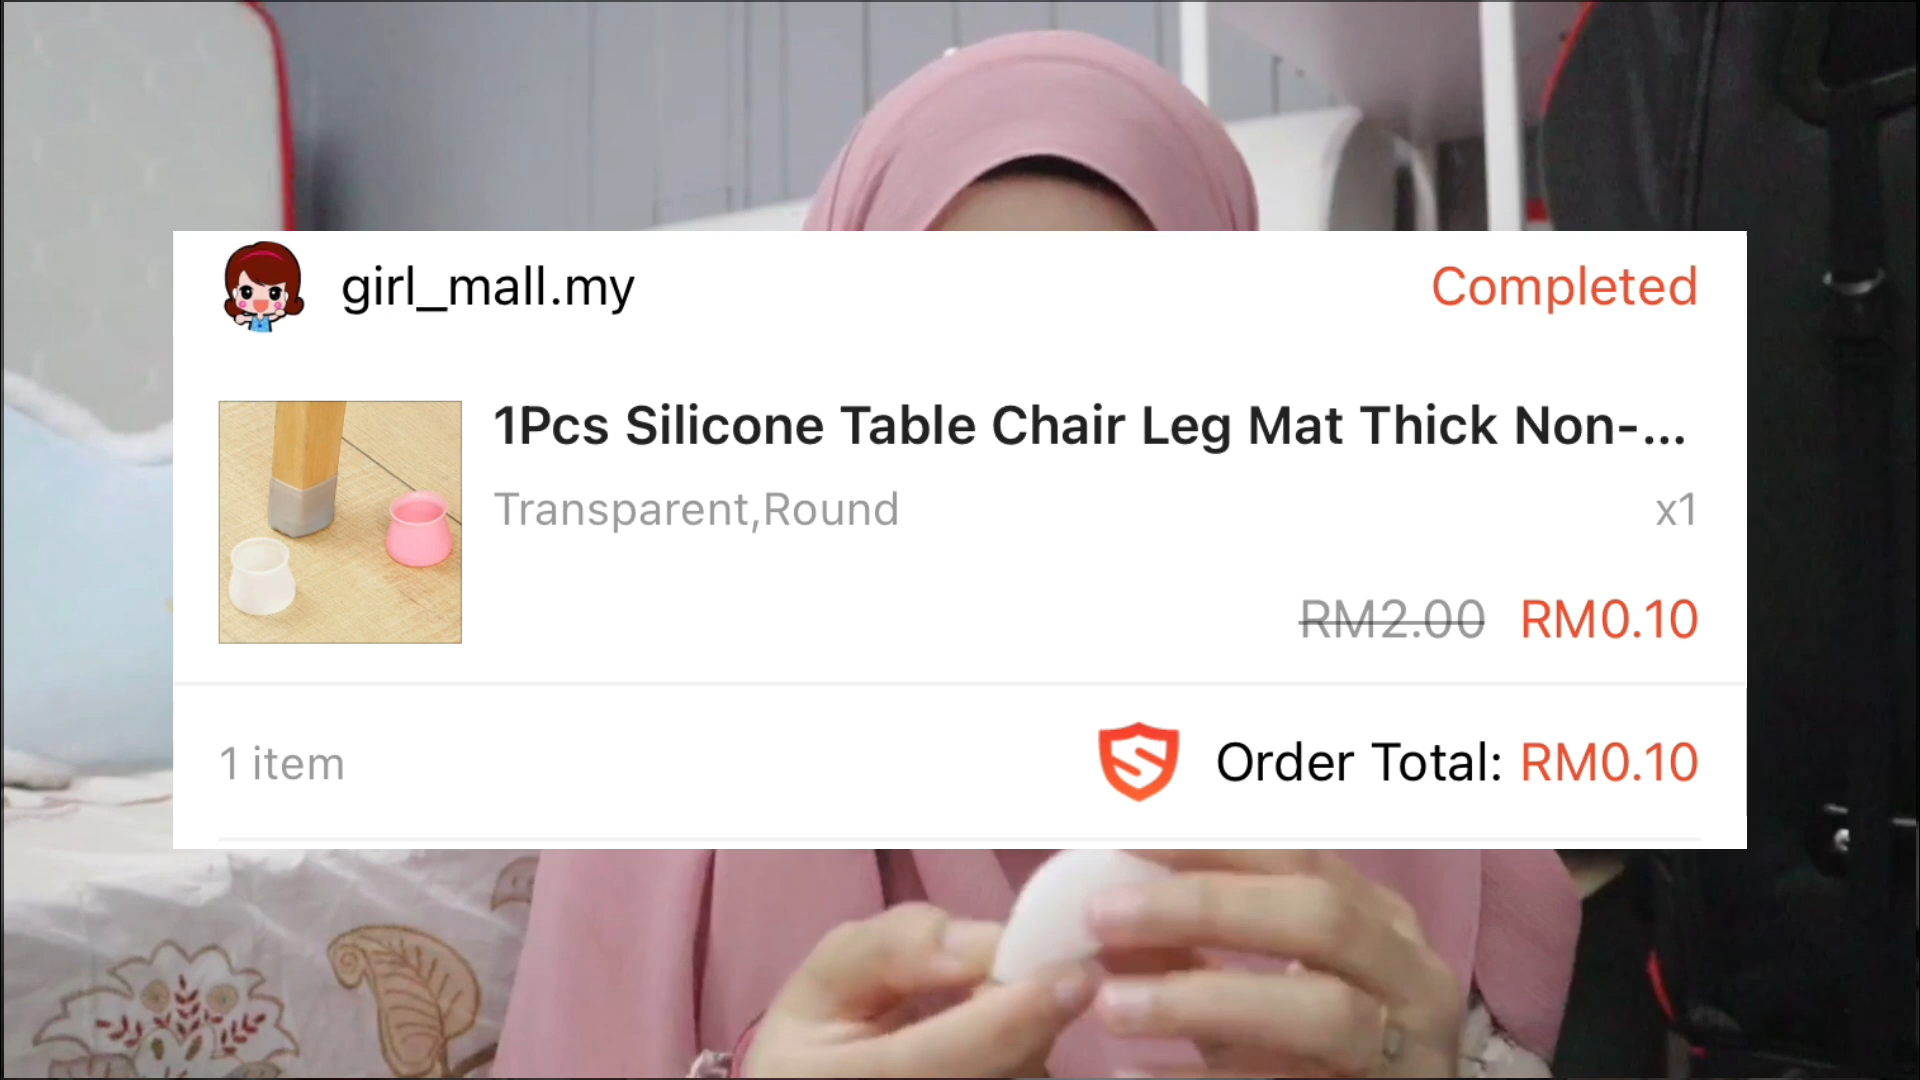 girl_mall.my
Completed
1Pcs Silicone Table Chair Leg Mat Thick Non-...
Transparent,Round
x1
RM2.00 RM0.10
1 item
Order Total: RM0.10